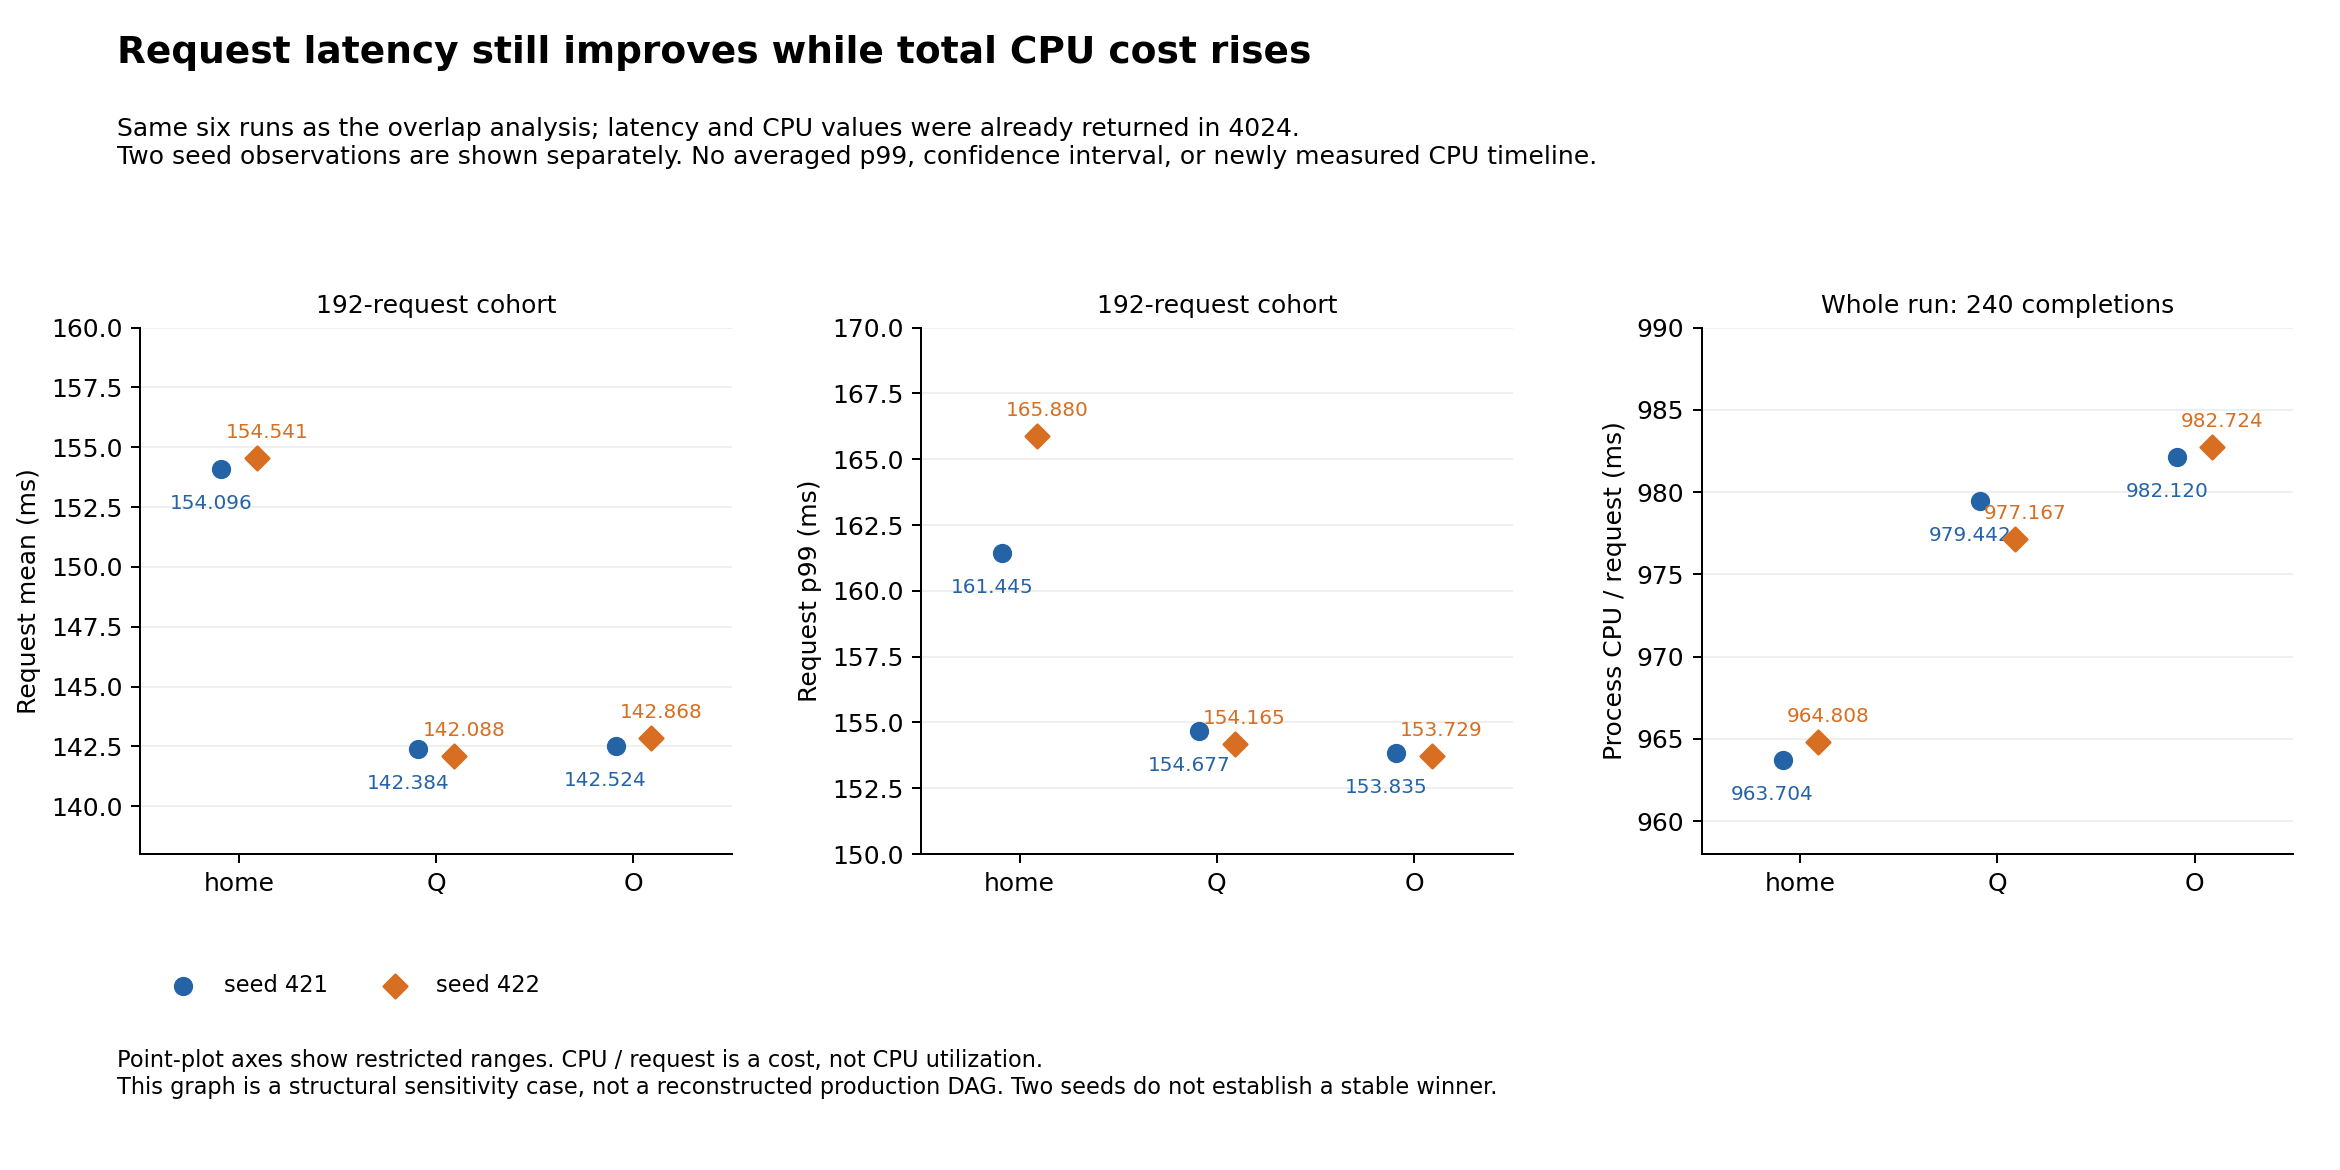 Request latency still improves while total CPU cost rises
Same six runs as the overlap analysis; latency and CPU values were already returned in 4024.
Two seed observations are shown separately. No averaged p99, confidence interval, or newly measured CPU timeline.
192-request cohort
Request mean (ms)
160.0
157.5
155.0
152.5
150.0
147.5
145.0
142.5
140.0
154.541
154.096
142.088
142.384
142.868
142.524
home
Q
O
192-request cohort
Request p99 (ms)
170.0
167.5
165.0
162.5
160.0
157.5
155.0
152.5
150.0
165.880
161.445
154.165
154.677
153.729
153.835
home
Q
O
Whole run: 240 completions
Process CPU / request (ms)
990
985
980
975
970
965
960
982.724
982.120
977.167
979.442
964.808
963.704
home
Q
O
seed 421
seed 422
Point-plot axes show restricted ranges. CPU / request is a cost, not CPU utilization.
This graph is a structural sensitivity case, not a reconstructed production DAG. Two seeds do not establish a stable winner.